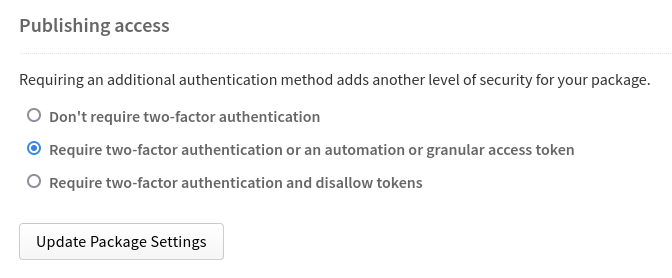 Publishing access
Requiring an additional authentication method adds another level of security for your package.
Don't require two-factor authentication
Require two-factor authentication or an automation or granular access token
Require two-factor authentication and disallow tokens
Update Package Settings